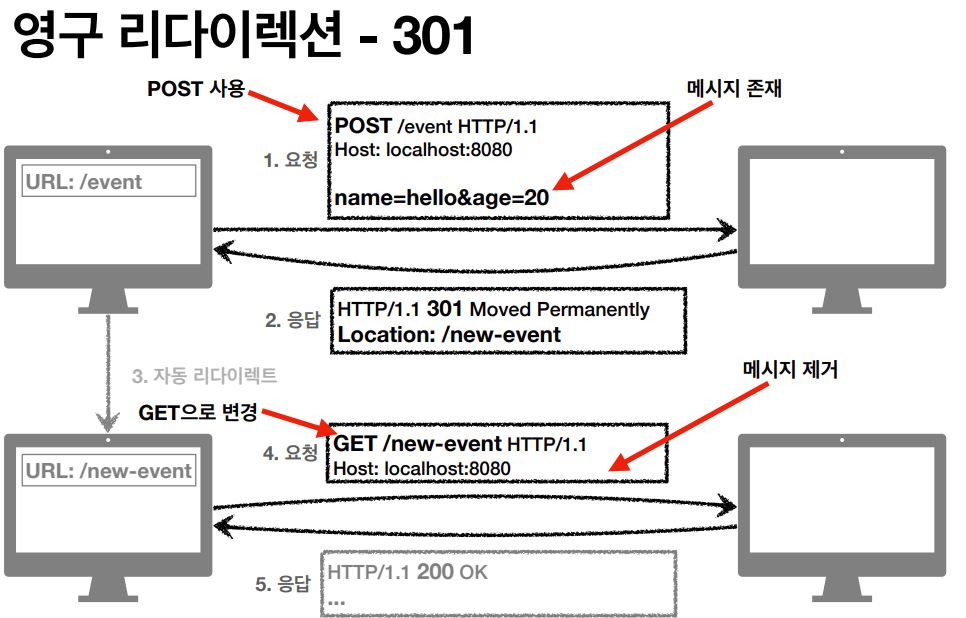 영구 리다이렉션 - 301
POST 사용
메시지 존재
1. 요청
POST /event HTTP/1.1
Host: localhost:8080
name=hello&age=20
URL: /event
2. 응답
HTTP/1.1 301 Moved Permanently
Location: /new-event
3. 자동 리다이렉트
메시지 제거
GET으로 변경
4. 요청
GET /new-event HTTP/1.1
Host: localhost:8080
URL: /new-event
5. 응답
HTTP/1.1 200 OK
...